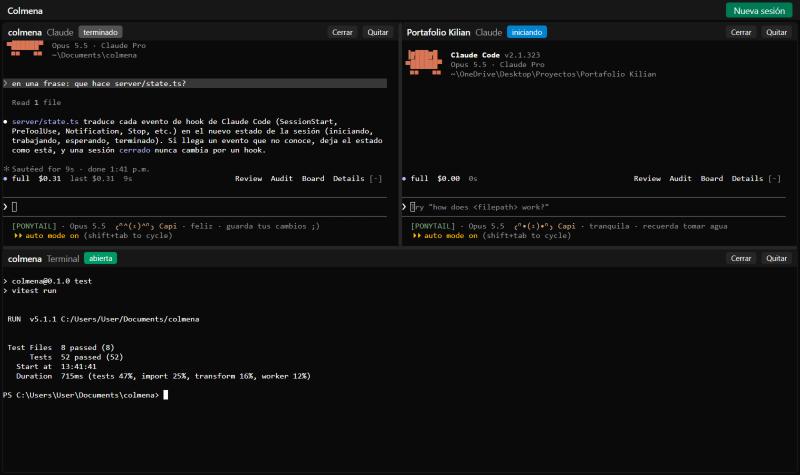 Colmena
Nueva sesión
colmena Claude terminado
Cerrar Quitar
Opus 5.5 · Claude Pro
~\Documents\colmena
> en una frase: que hace server/state.ts?
Read 1 file
● server/state.ts traduce cada evento de hook de Claude Code (SessionStart,
PreToolUse, Notification, Stop, etc.) en el nuevo estado de la sesión (iniciando,
trabajando, esperando, terminado). Si llega un evento que no conoce, deja el estado
como está, y una sesión cerrado nunca cambia por un hook.
✻ Sautéed for 9s · done 1:41 p.m.
● full $0.31 last $0.31 9s
Review Audit Board Details [-]
>
[PONYTAIL] · Opus 5.5 Capi · feliz · guarda tus cambios ;)
⏵⏵ auto mode on (shift+tab to cycle)
Portafolio Kilian Claude iniciando
Cerrar Quitar
Claude Code v2.1.323
Opus 5.5 · Claude Pro
~\OneDrive\Desktop\Proyectos\Portafolio Kilian
● full $0.00 0s
Review Audit Board Details [-]
> Try "how does <filepath> work?"
[PONYTAIL] · Opus 5.5 Capi · tranquila · recuerda tomar agua
⏵⏵ auto mode on (shift+tab to cycle)
colmena Terminal abierta
Cerrar Quitar
> colmena@0.1.0 test
> vitest run
RUN v5.1.1 C:/Users/User/Documents/colmena
Test Files 8 passed (8)
Tests 52 passed (52)
Start at 13:41:41
Duration 715ms (tests 47%, import 25%, transform 16%, worker 12%)
PS C:\Users\User\Documents\colmena>